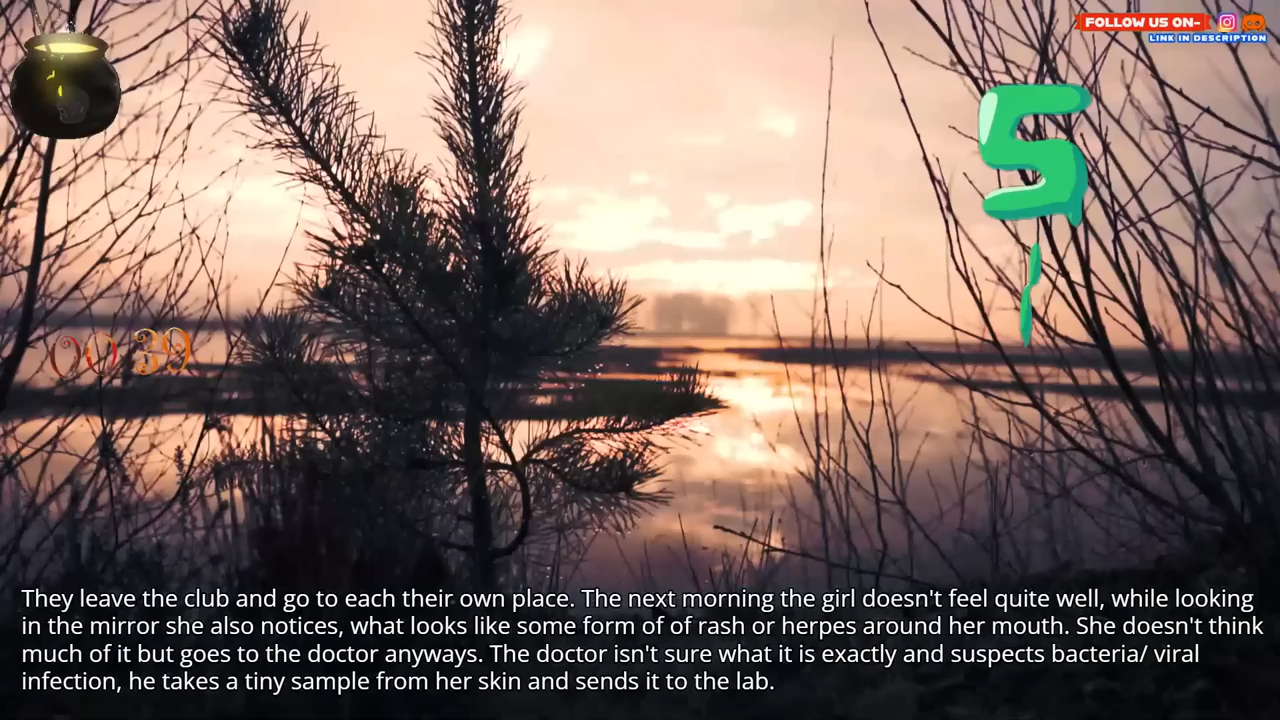 FOLLOW US ON-
LINK IN DESCRIPTION
5
00:39
They leave the club and go to each their own place. The next morning the girl doesn't feel quite well, while looking
in the mirror she also notices, what looks like some form of of rash or herpes around her mouth. She doesn't think
much of it but goes to the doctor anyways. The doctor isn't sure what it is exactly and suspects bacteria/ viral
infection, he takes a tiny sample from her skin and sends it to the lab.